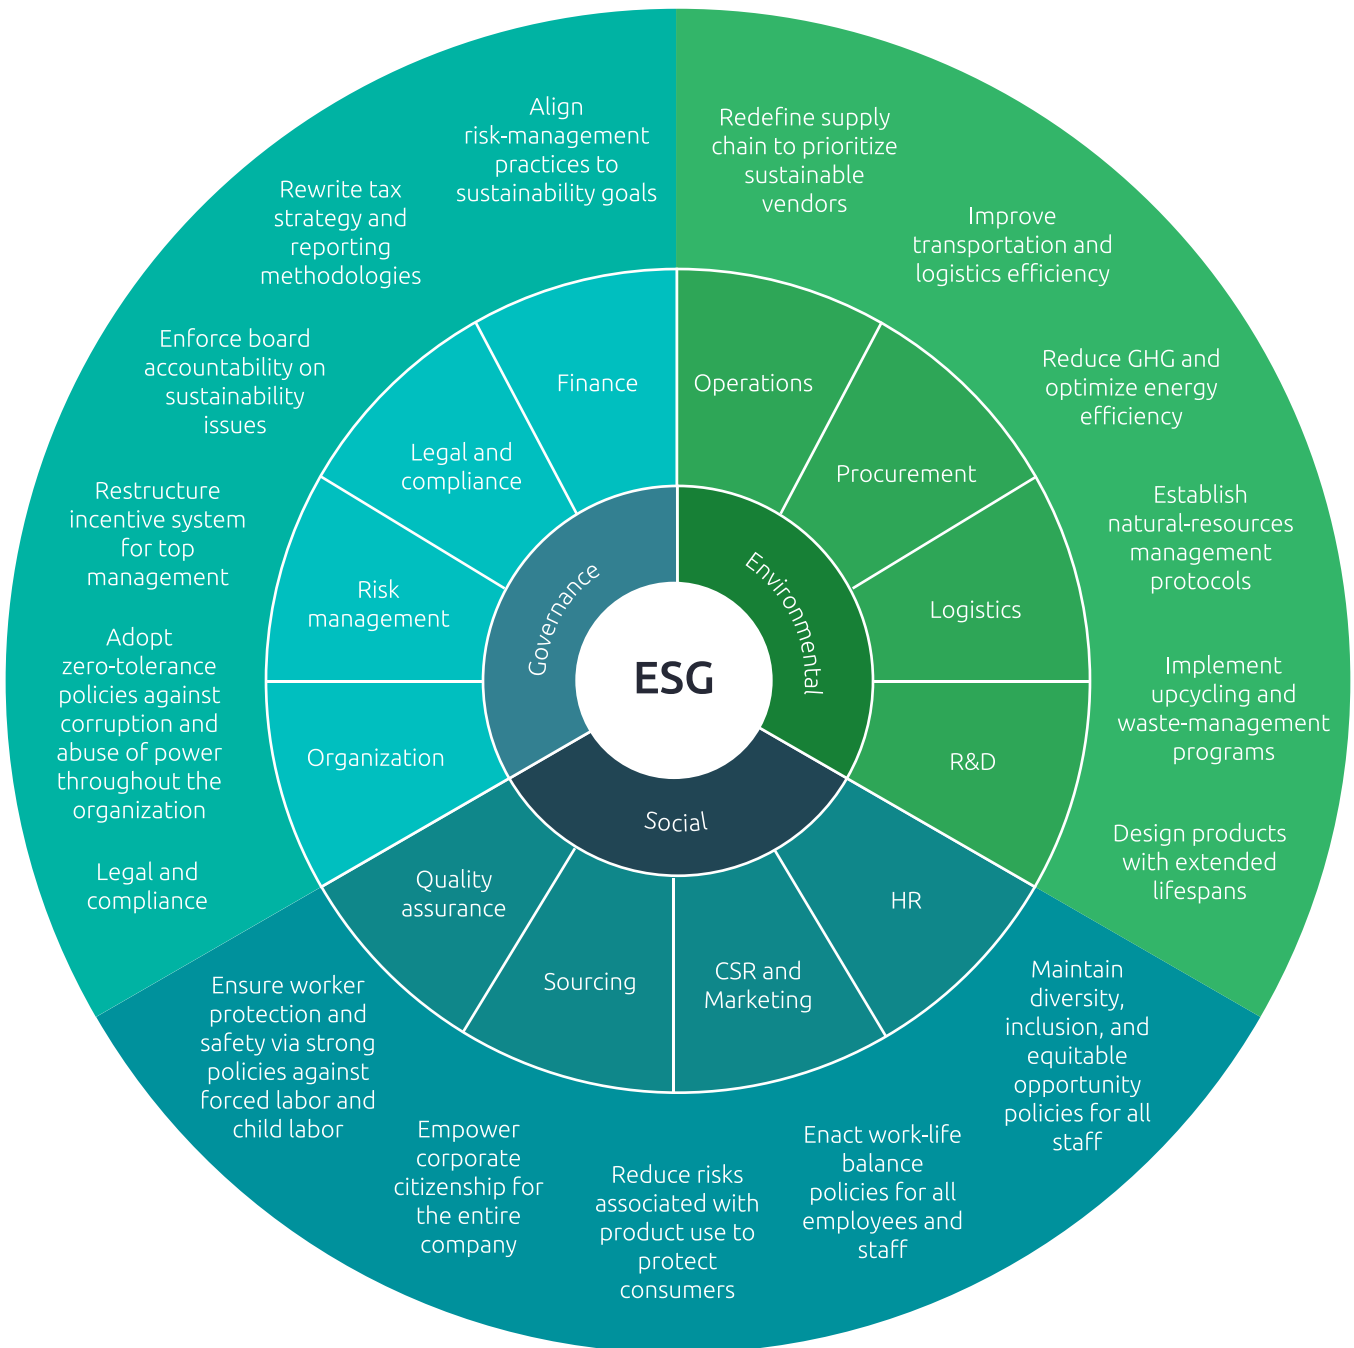 ESG
Environmental
Social
Governance
Operations
Procurement
Logistics
R&D
HR
CSR and
Marketing
Sourcing
Quality
assurance
Organization
Risk
management
Legal and
compliance
Finance
Redefine supply
chain to prioritize
sustainable
vendors
Improve
transportation and
logistics efficiency
Reduce GHG and
optimize energy
efficiency
Establish
natural-resources
management
protocols
Implement
upcycling and
waste-management
programs
Design products
with extended
lifespans
Maintain
diversity,
inclusion, and
equitable
opportunity
policies for all
staff
Enact work-life
balance
policies for all
employees and
staff
Reduce risks
associated with
product use to
protect
consumers
Empower
corporate
citizenship for
the entire
company
Ensure worker
protection and
safety via strong
policies against
forced labor and
child labor
Legal and
compliance
Adopt
zero-tolerance
policies against
corruption and
abuse of power
throughout the
organization
Restructure
incentive system
for top
management
Enforce board
accountability on
sustainability
issues
Rewrite tax
strategy and
reporting
methodologies
Align
risk-management
practices to
sustainability goals